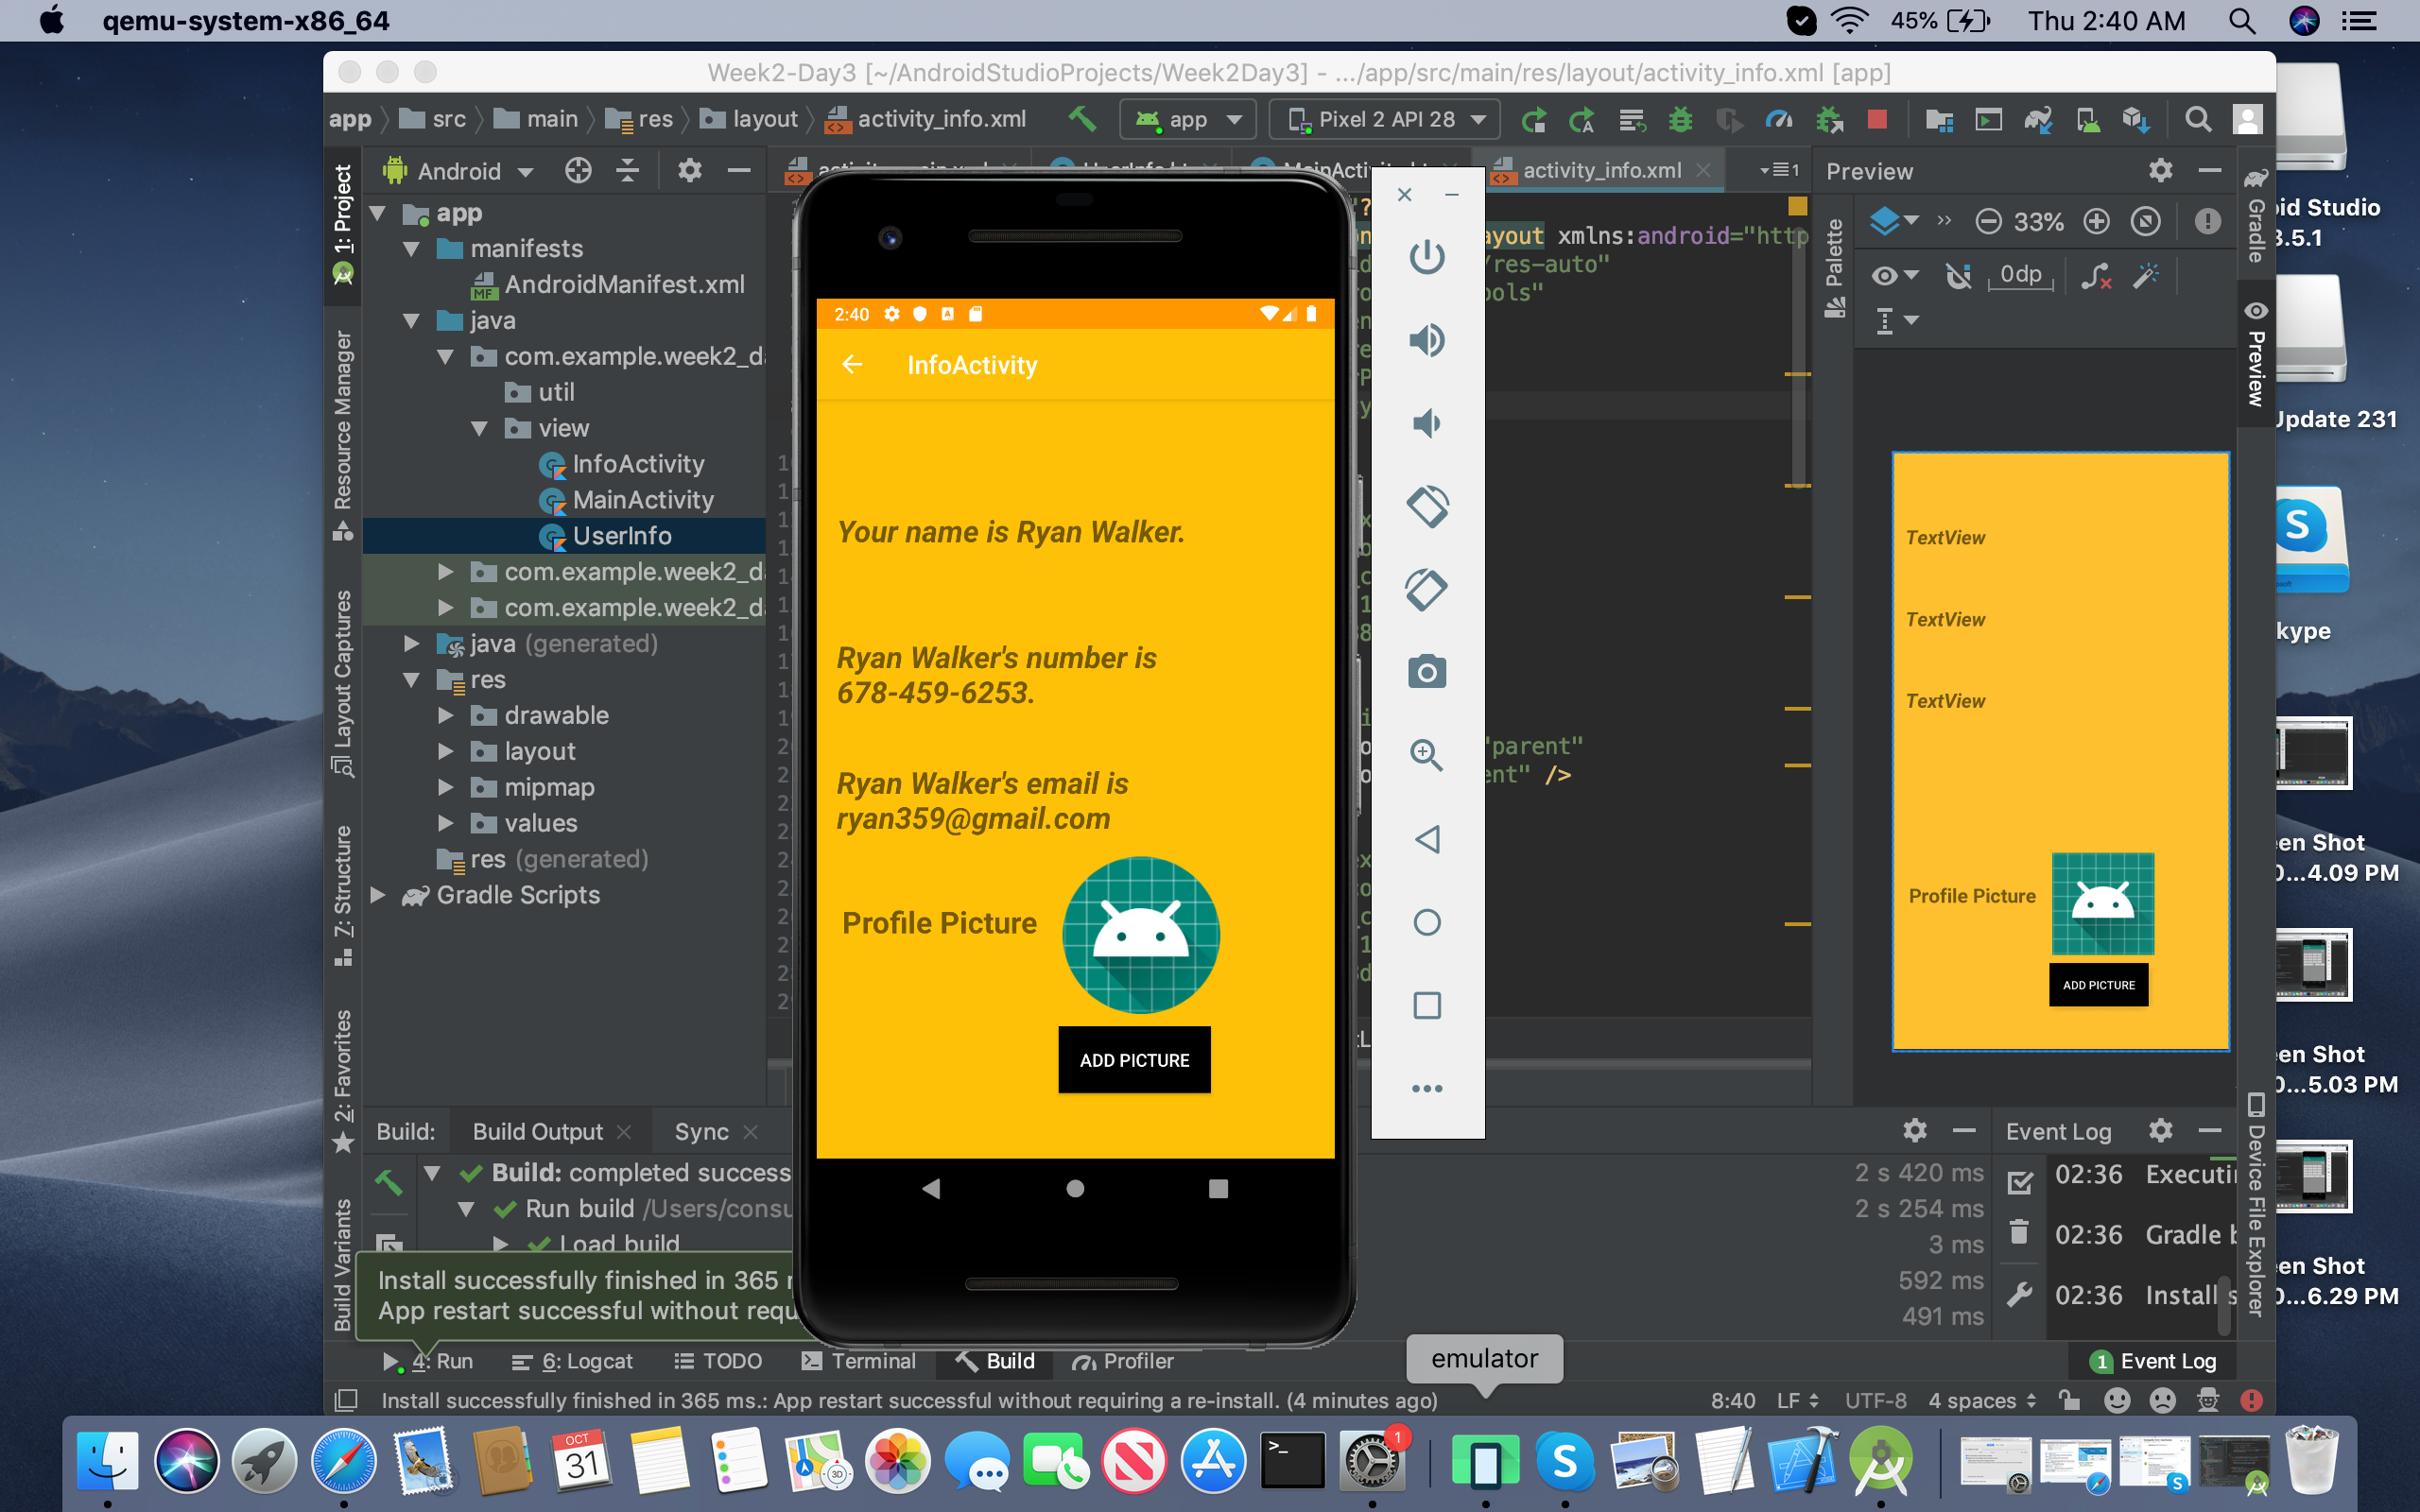 qemu-system-x86_64
45%
Thu 2:40 AM
Week2-Day3 [~/AndroidStudioProjects/Week2Day3] - .../app/src/main/res/layout/activity_info.xml [app]
app
src
main
res
layout
activity_info.xml
app
Pixel 2 API 28
1: Project
Resource Manager
Layout Captures
7: Structure
2: Favorites
Build Variants
Android
app
manifests
AndroidManifest.xml
java
com.example.week2_da
util
view
InfoActivity
MainActivity
UserInfo
com.example.week2_da
com.example.week2_da
java (generated)
res
drawable
layout
mipmap
values
res (generated)
Gradle Scripts
activity_info.xml
1
ayout xmlns:android="http
/res-auto"
ools"
"parent"
ent" />
2:40
InfoActivity
Your name is Ryan Walker.
Ryan Walker's number is
678-459-6253.
Ryan Walker's email is
ryan359@gmail.com
Profile Picture
ADD PICTURE
Preview
33%
0dp
Palette
TextView
TextView
TextView
Profile Picture
ADD PICTURE
Gradle
Preview
Device File Explorer
id Studio
3.5.1
Update 231
kype
en Shot
0...4.09 PM
en Shot
0...5.03 PM
en Shot
0...6.29 PM
Build:
Build Output
Sync
Build: completed success
2 s 420 ms
Run build /Users/consu
2 s 254 ms
Load build
3 ms
592 ms
491 ms
Install successfully finished in 365 m
App restart successful without requ
Event Log
02:36 Executi
02:36 Gradle b
02:36 Install s
4: Run
6: Logcat
TODO
Terminal
Build
Profiler
1 Event Log
emulator
Install successfully finished in 365 ms.: App restart successful without requiring a re-install. (4 minutes ago)
8:40
LF
UTF-8
4 spaces
OCT
31
3D
1